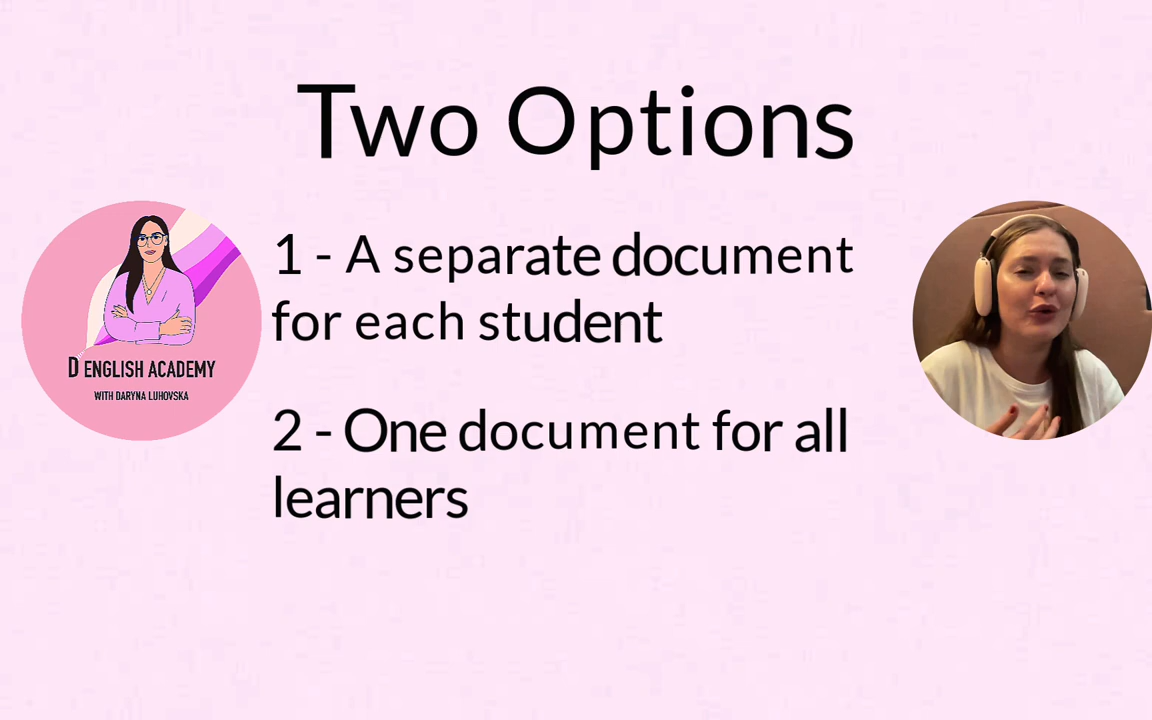 Two Options
1 - A separate document
for each student
2 - One document for all
learners
D ENGLISH ACADEMY
WITH DARYNA LUHOVSKA